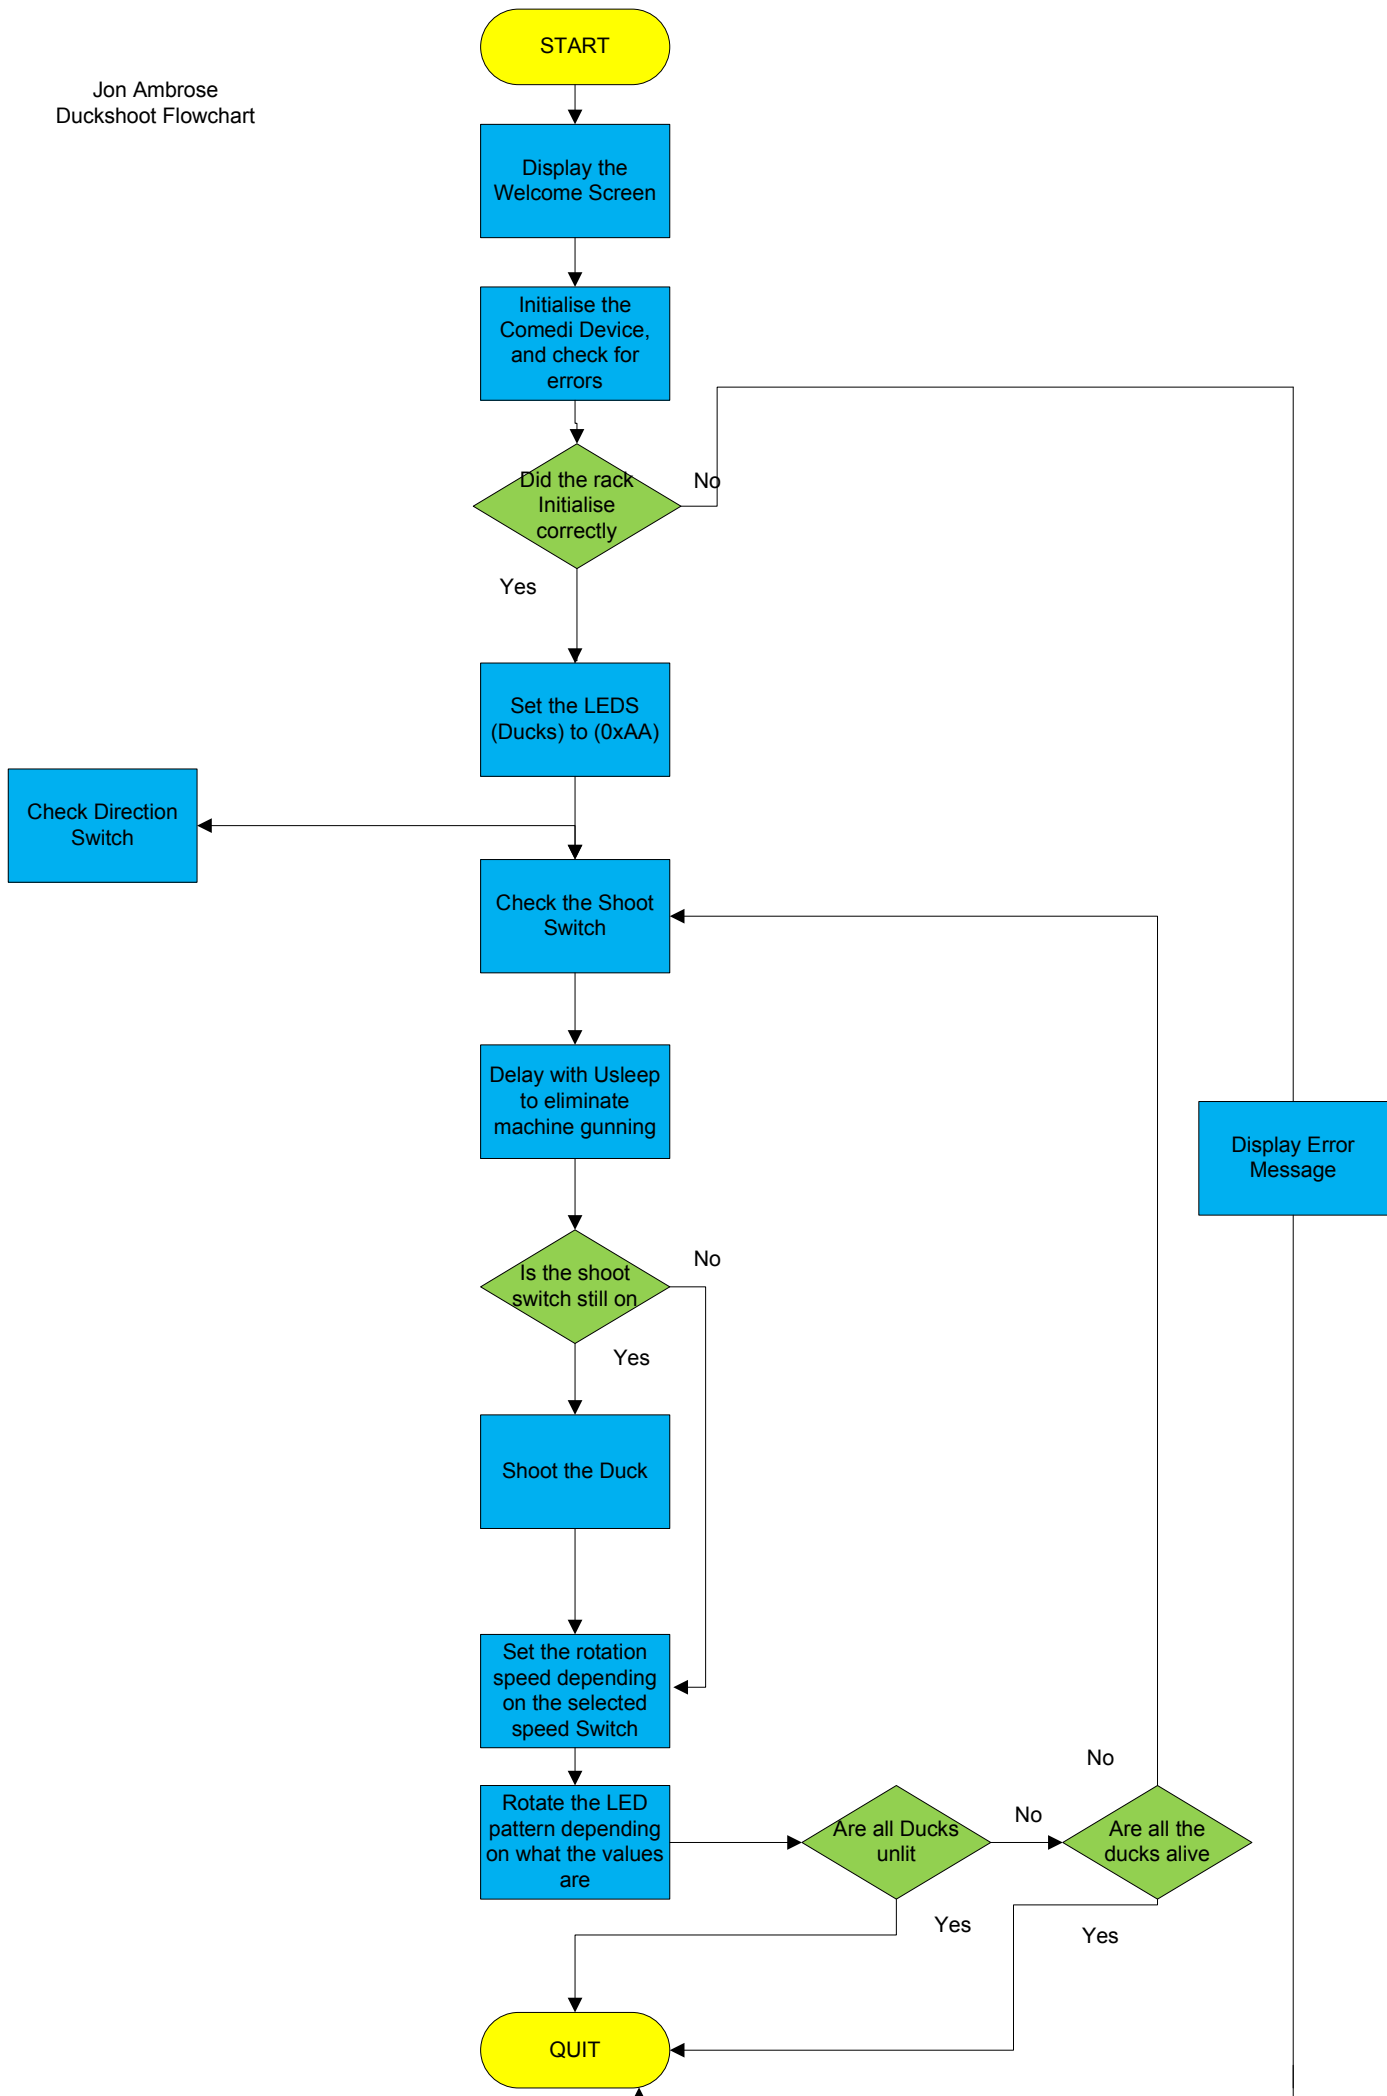 START
Jon Ambrose
Duckshoot Flowchart
Display the
Welcome Screen
Initialise the
Comedi Device,
and check for
errors
Did the rack
Initialise
correctly
No
Yes
Set the LEDS
(Ducks) to (0xAA)
Check Direction
Switch
Check the Shoot
Switch
Delay with Usleep
to eliminate
machine gunning
Display Error
Message
Is the shoot
switch still on
No
Yes
Shoot the Duck
Set the rotation
speed depending
on the selected
speed Switch
Rotate the LED
pattern depending
on what the values
are
Are all Ducks
unlit
No
Are all the
ducks alive
No
Yes
Yes
QUIT